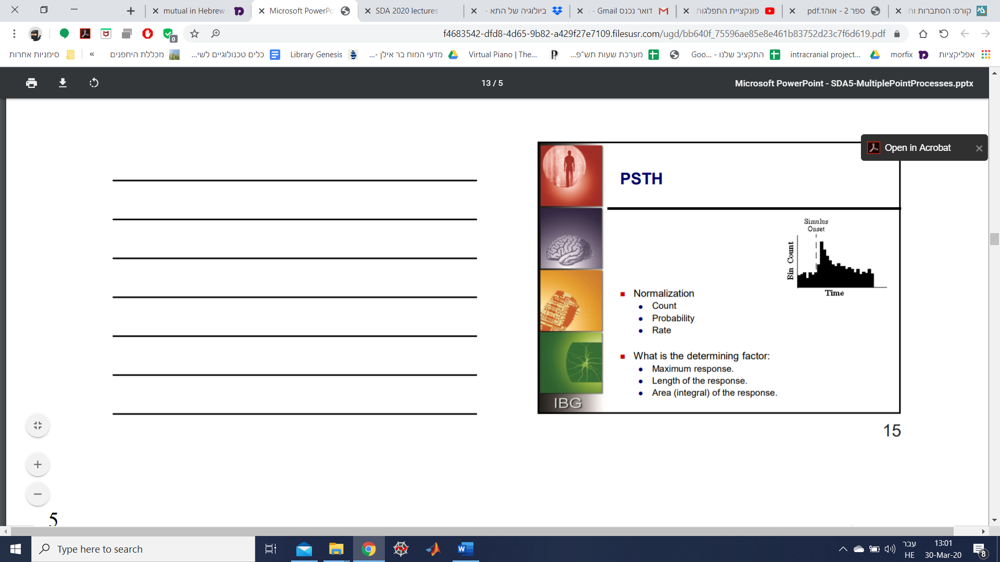 mutual in Hebrew
Microsoft PowerPo
SDA 2020 lectures
ביולוגיה של התא -
דואר נכנס - Gmail
פונקציית התפלגות
ספר 2 - אוהד.pdf
קורס: הסתברות ות
f4683542-dfd8-4d65-9b82-a429f27e7109.filesusr.com/ugd/bb640f_75596ae85e8e461b83752d23c7f6d619.pdf
0
סימניות אחרות
«
מכללת היחפנים
כלים טכנולוגיים לשי...
Library Genesis
מדעי המוח בר אילן -...
Virtual Piano | The...
מערכת שעות תש"פ...
התקציב שלנו - Goo...
intracranial project...
morfix
אפליקציות
13 / 5
Microsoft PowerPoint - SDA5-MultiplePointProcesses.pptx
Open in Acrobat
PSTH
Simulus
Onset
Bin Count
Time
Normalization
Count
Probability
Rate
What is the determining factor:
Maximum response.
Length of the response.
Area (integral) of the response.
IBG
15
5
Type here to search
עבר
HE
13:01
30-Mar-20
8